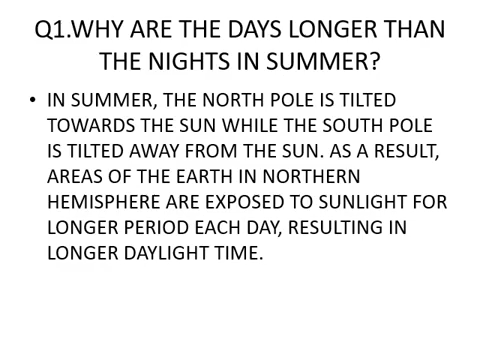 Q1.WHY ARE THE DAYS LONGER THAN
THE NIGHTS IN SUMMER?
• IN SUMMER, THE NORTH POLE IS TILTED
TOWARDS THE SUN WHILE THE SOUTH POLE
IS TILTED AWAY FROM THE SUN. AS A RESULT,
AREAS OF THE EARTH IN NORTHERN
HEMISPHERE ARE EXPOSED TO SUNLIGHT FOR
LONGER PERIOD EACH DAY, RESULTING IN
LONGER DAYLIGHT TIME.